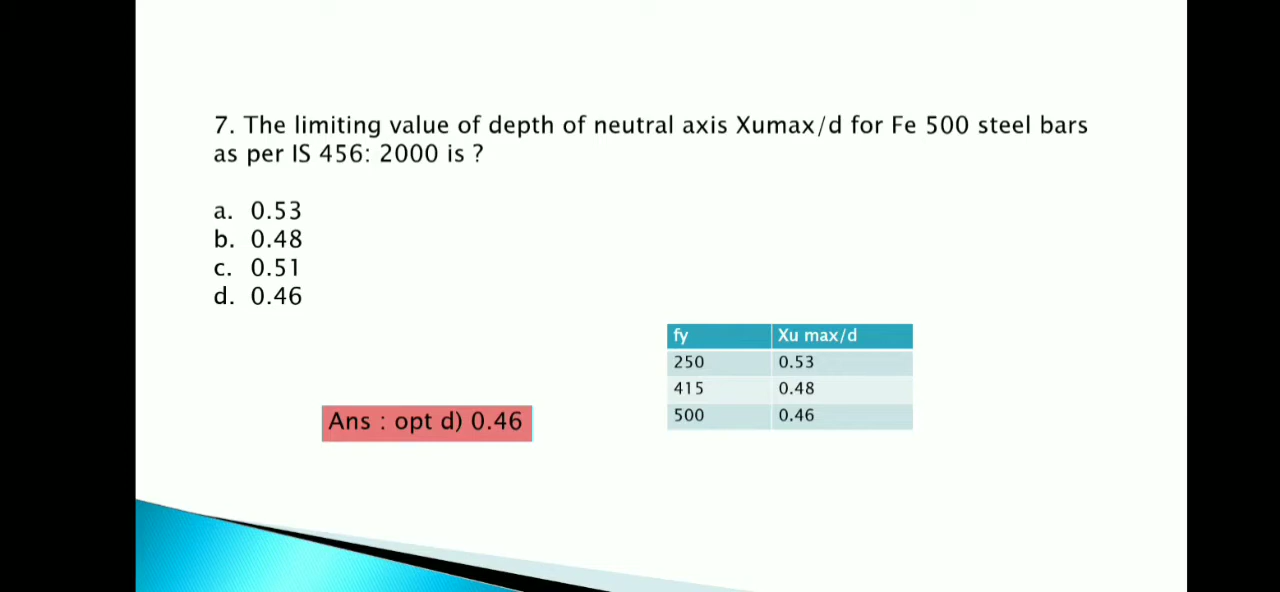 7. The limiting value of depth of neutral axis Xumax/d for Fe 500 steel bars
as per IS 456: 2000 is ?
a. 0.53
b. 0.48
c. 0.51
d. 0.46
fy Xu max/d
250 0.53
415 0.48
500 0.46
Ans : opt d) 0.46